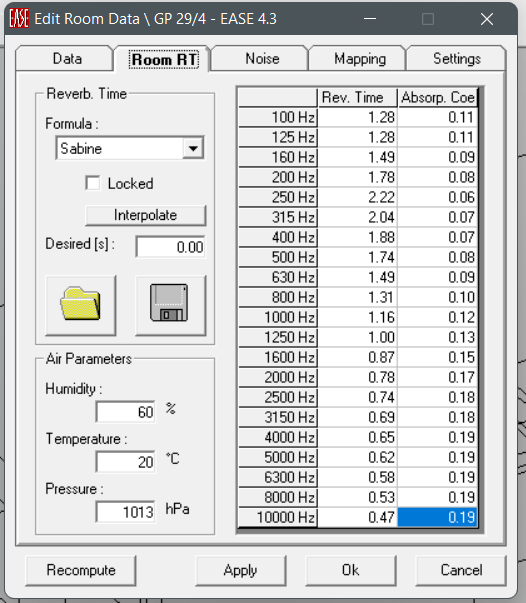 EASE Edit Room Data \ GP 29/4 - EASE 4.3
Data Room RT Noise Mapping Settings
Reverb. Time
Formula :
Sabine
Locked
Interpolate
Desired [s] : 0.00
Air Parameters
Humidity :
60 %
Temperature :
20 °C
Pressure :
1013 hPa
Rev. Time Absorp. Coe
100 Hz 1.28 0.11
125 Hz 1.28 0.11
160 Hz 1.49 0.09
200 Hz 1.78 0.08
250 Hz 2.22 0.06
315 Hz 2.04 0.07
400 Hz 1.88 0.07
500 Hz 1.74 0.08
630 Hz 1.49 0.09
800 Hz 1.31 0.10
1000 Hz 1.16 0.12
1250 Hz 1.00 0.13
1600 Hz 0.87 0.15
2000 Hz 0.78 0.17
2500 Hz 0.74 0.18
3150 Hz 0.69 0.18
4000 Hz 0.65 0.19
5000 Hz 0.62 0.19
6300 Hz 0.58 0.19
8000 Hz 0.53 0.19
10000 Hz 0.47 0.19
Recompute Apply Ok Cancel